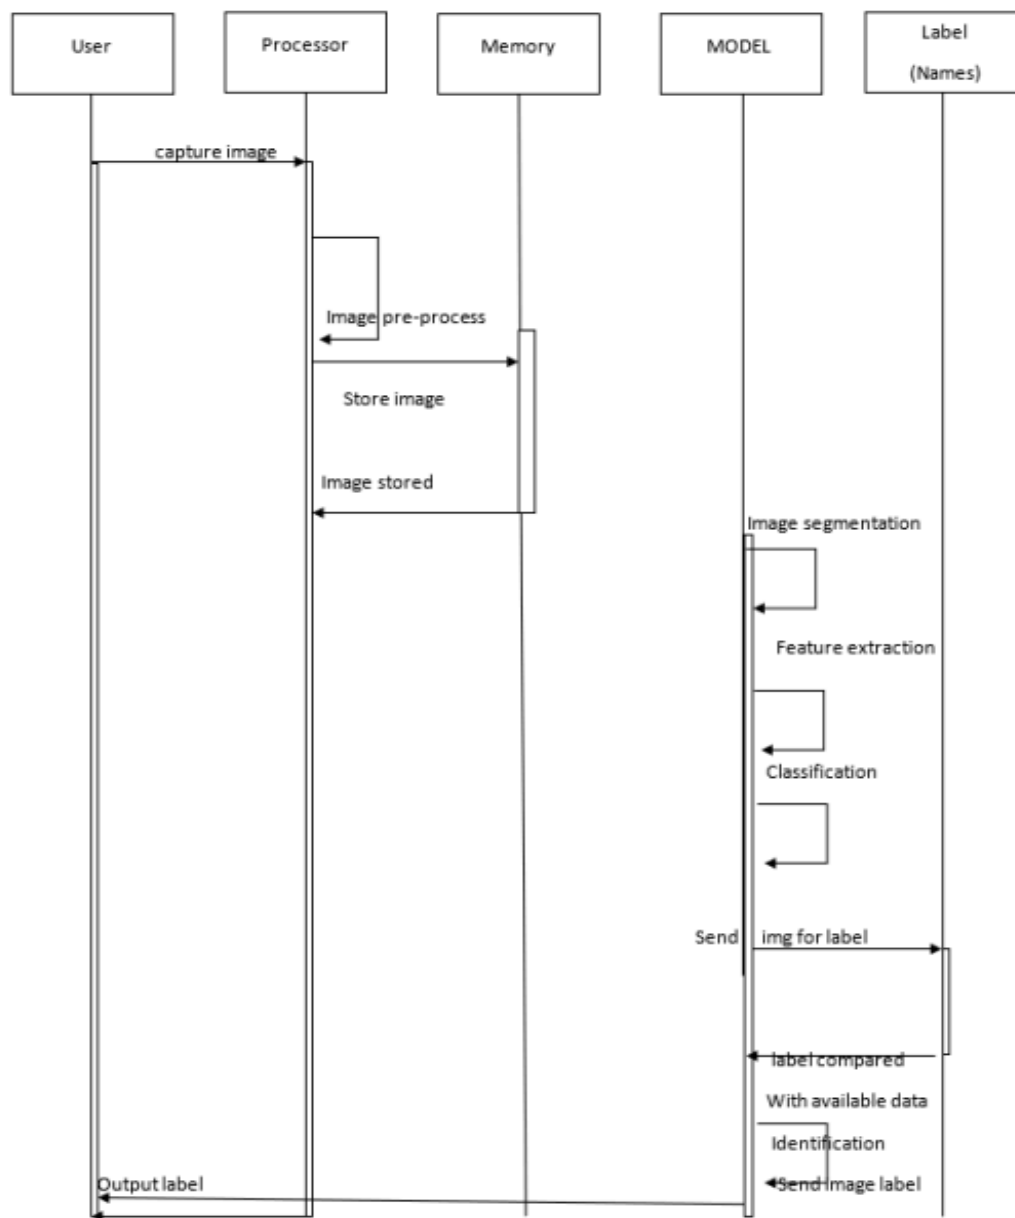 User
Processor
Memory
MODEL
Label
(Names)
capture image
Image pre-process
Store image
Image stored
Image segmentation
Feature extraction
Classification
Send img for label
label compared
With available data
Identification
Send image label
Output label